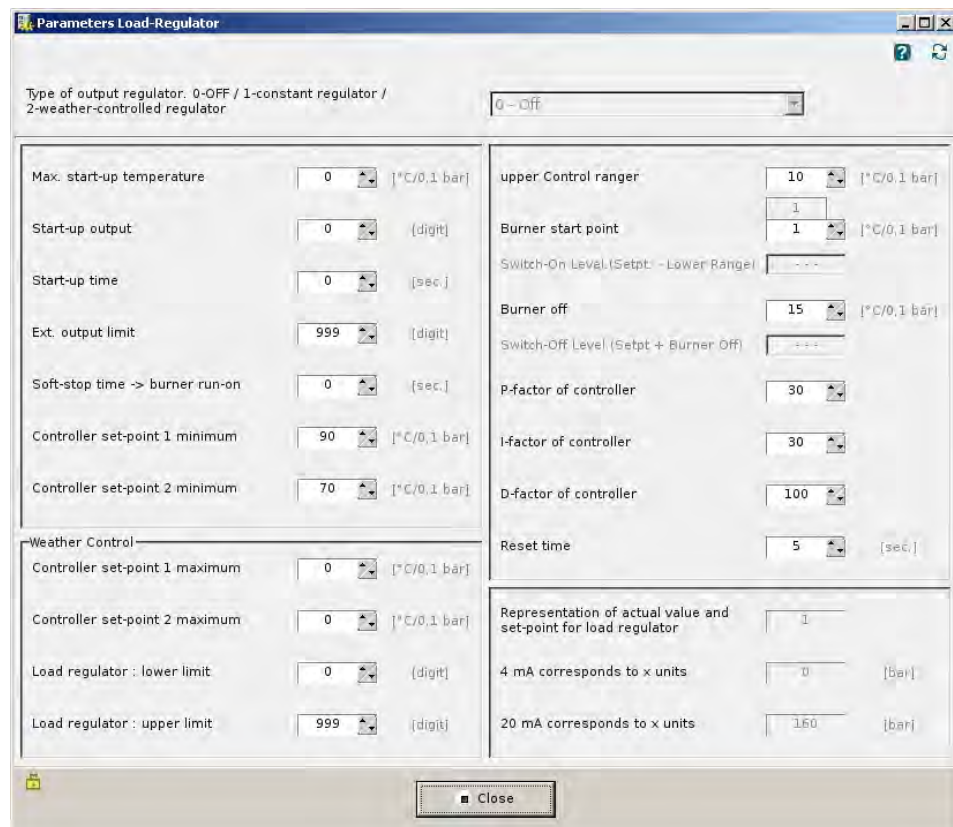 Parameters Load-Regulator
Type of output regulator. 0-OFF / 1-constant regulator /
2-weather-controlled regulator
0 - Off
Max. start-up temperature 0 [°C/0,1 bar]
Start-up output 0 [digit]
Start-up time 0 [sec.]
Ext. output limit 999 [digit]
Soft-stop time -> burner run-on 0 [sec.]
Controller set-point 1 minimum 90 [°C/0,1 bar]
Controller set-point 2 minimum 70 [°C/0,1 bar]
Weather Control
Controller set-point 1 maximum 0 [°C/0,1 bar]
Controller set-point 2 maximum 0 [°C/0,1 bar]
Load regulator : lower limit 0 [digit]
Load regulator : upper limit 999 [digit]
upper Control ranger 10 [°C/0,1 bar]
1
Burner start point 1 [°C/0,1 bar]
Switch-On Level (Setpt. - Lower Range) - - -
Burner off 15 [°C/0,1 bar]
Switch-Off Level (Setpt + Burner Off) - - -
P-factor of controller 30
I-factor of controller 30
D-factor of controller 100
Reset time 5 [sec.]
Representation of actual value and
set-point for load regulator 1
4 mA corresponds to x units 0 [bar]
20 mA corresponds to x units 160 [bar]
Close